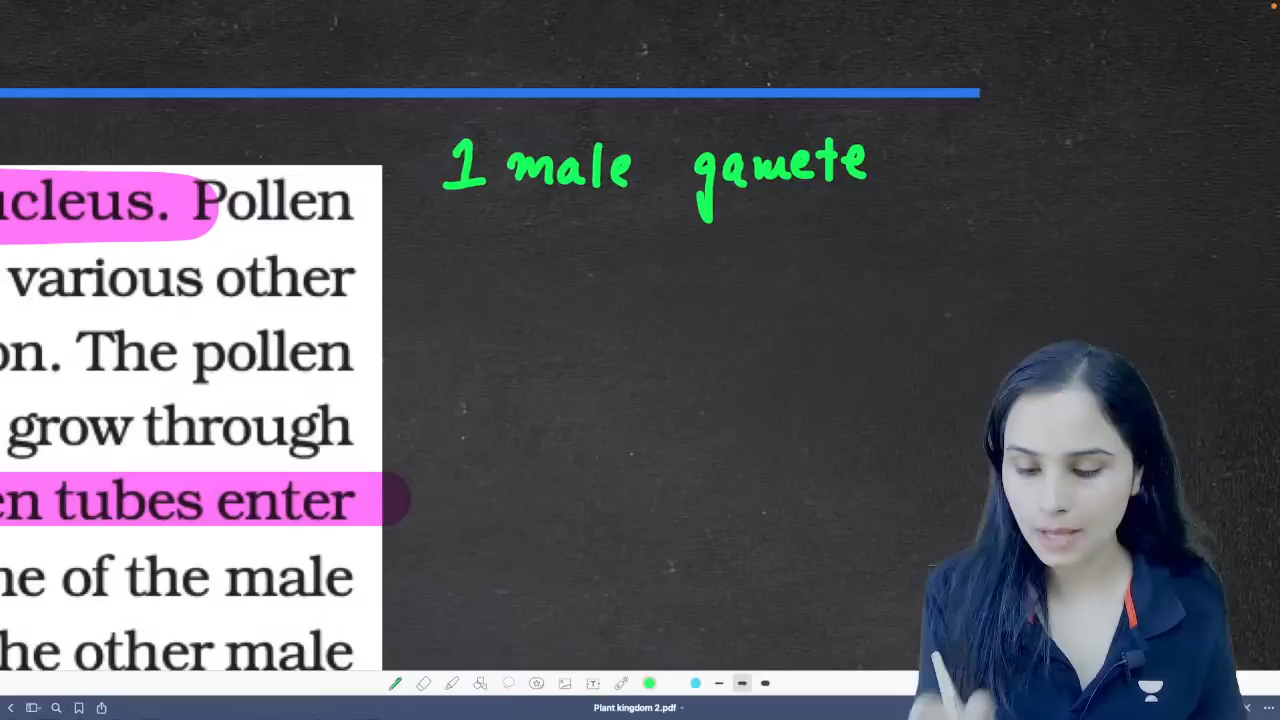 1 male gamete
ucleus. Pollen
various other
on. The pollen
grow through
en tubes enter
ne of the male
he other male
Plant kingdom 2.pdf